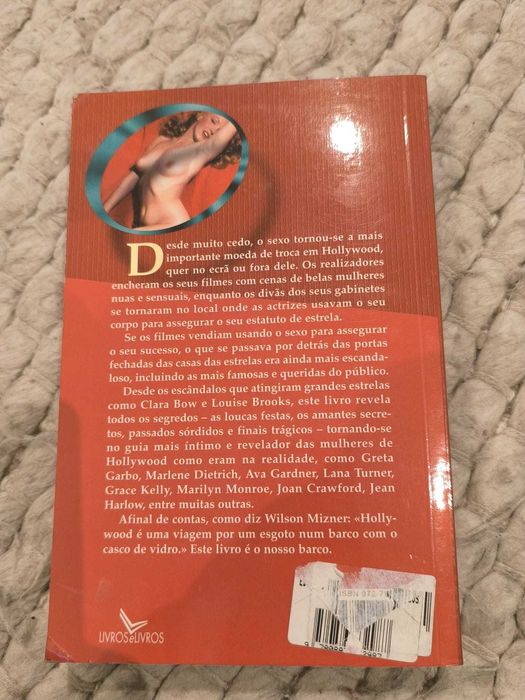 Desde muito cedo, o sexo tornou-se a mais
importante moeda de troca em Hollywood,
quer no ecrã ou fora dele. Os realizadores
encheram os seus filmes com cenas de belas mulheres
nuas e sensuais, enquanto os divãs dos seus gabinetes
se tornaram no local onde as actrizes usavam o seu
corpo para assegurar o seu estatuto de estrela.
Se os filmes vendiam usando o sexo para assegurar
o seu sucesso, o que se passava por detrás das portas
fechadas das casas das estrelas era ainda mais escanda-
loso, incluindo as mais famosas e queridas do público.
Desde os escândalos que atingiram grandes estrelas
como Clara Bow e Louise Brooks, este livro revela
todos os segredos – as loucas festas, os amantes secre-
tos, passados sórdidos e finais trágicos – tornando-se
no guia mais íntimo e revelador das mulheres de
Hollywood como eram na realidade, como Greta
Garbo, Marlene Dietrich, Ava Gardner, Lana Turner,
Grace Kelly, Marilyn Monroe, Joan Crawford, Jean
Harlow, entre muitas outras.
Afinal de contas, como diz Wilson Mizner: «Holly-
wood é uma viagem por um esgoto num barco com o
casco de vidro.» Este livro é o nosso barco.
ISBN 972
LIVROSeLIVROS